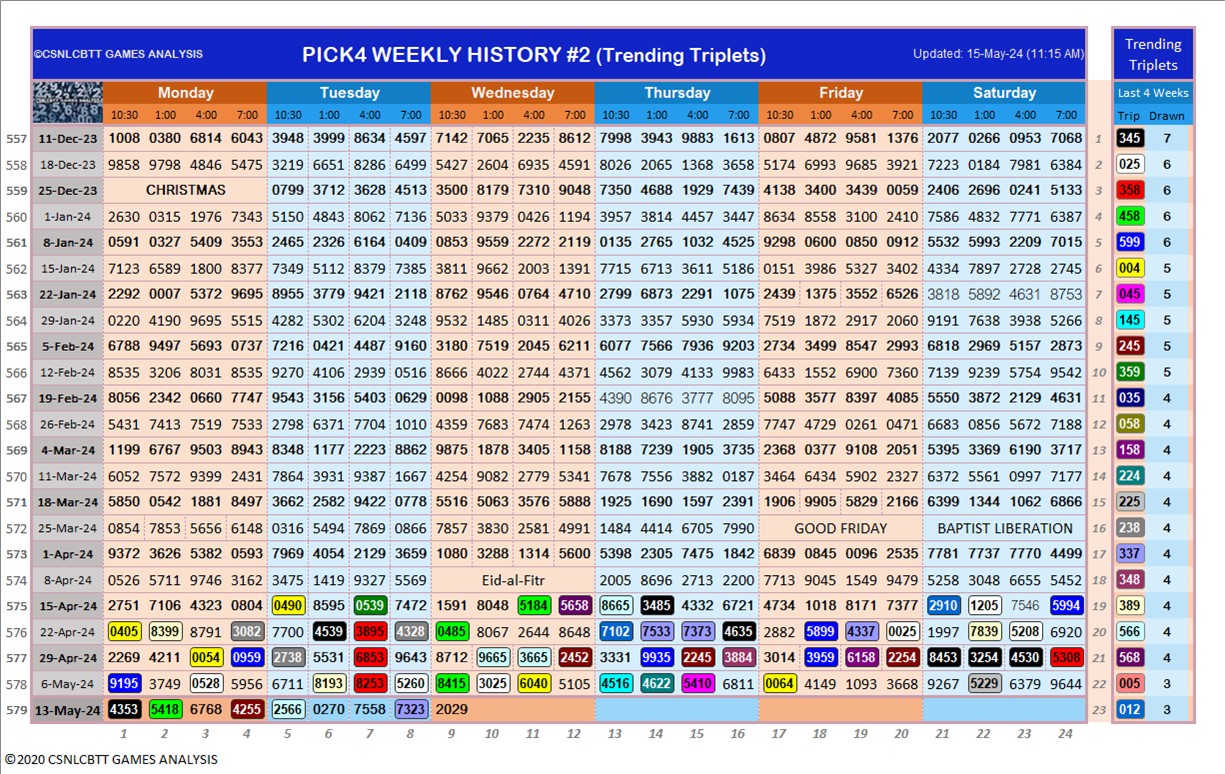 ©CSNLCBTT GAMES ANALYSIS PICK4 WEEKLY HISTORY #2 (Trending Triplets) Updated: 15-May-24 (11:15 AM) Trending
Triplets
Monday Tuesday Wednesday Thursday Friday Saturday Last 4 Weeks
10:30 1:00 4:00 7:00 10:30 1:00 4:00 7:00 10:30 1:00 4:00 7:00 10:30 1:00 4:00 7:00 10:30 1:00 4:00 7:00 10:30 1:00 4:00 7:00 Trip Drawn
557 11-Dec-23 1008 0380 6814 6043 3948 3999 8634 4597 7142 7065 2235 8612 7998 3943 9883 1613 0807 4872 9581 1376 2077 0266 0953 7068 1 345 7
558 18-Dec-23 9858 9798 4846 5475 3219 6651 8286 6499 5427 2604 6935 4591 8026 2065 1368 3658 5174 6993 9685 3921 7223 0184 7981 6384 2 025 6
559 25-Dec-23 CHRISTMAS 0799 3712 3628 4513 3500 8179 7310 9048 7350 4688 1929 7439 4138 3400 3439 0059 2406 2696 0241 5133 3 358 6
560 1-Jan-24 2630 0315 1976 7343 5150 4843 8062 7136 5033 9379 0426 1194 3957 3814 4457 3447 8634 8558 3100 2410 7586 4832 7771 6387 4 458 6
561 8-Jan-24 0591 0327 5409 3553 2465 2326 6164 0409 0853 9559 2272 2119 0135 2765 1032 4525 9298 0600 0850 0912 5532 5993 2209 7015 5 599 6
562 15-Jan-24 7123 6589 1800 8377 7349 5112 8379 7385 3811 9662 2003 1391 7715 6713 3611 5186 0151 3986 5327 3402 4334 7897 2728 2745 6 004 5
563 22-Jan-24 2292 0007 5372 9695 8955 3779 9421 2118 3762 9546 0764 4710 2799 6873 2291 1075 2439 1375 3552 6526 3818 5892 4631 8753 7 045 5
564 29-Jan-24 0220 4190 9695 5515 4282 5302 6204 3248 0532 1485 0311 4026 3373 3357 5930 5934 7519 1872 2917 2060 9191 7638 3938 5266 8 145 5
565 5-Feb-24 6788 9497 5693 0737 7216 0421 4487 9160 3180 7519 2045 6211 6077 7566 7936 9203 2734 3499 8547 2993 6818 2969 5157 2873 9 245 5
566 12-Feb-24 8535 3206 8031 8535 9270 4106 2939 0516 8666 4022 2744 4371 4562 3079 4133 9983 6433 1552 6900 7360 7139 9239 5754 9542 10 359 5
567 19-Feb-24 8056 2342 0660 7747 9543 3156 5403 0629 0098 1088 2905 2155 4390 8676 3777 8095 5088 3577 8397 4085 5550 3872 2129 4631 11 035 4
568 26-Feb-24 5431 7413 7519 7533 2798 6371 7704 1010 4359 7683 7474 1263 2978 3423 8741 2859 7747 4729 0261 0471 6683 0856 5672 7188 12 058 4
569 4-Mar-24 1199 6767 9503 8943 8348 1177 2223 8862 9875 1878 3405 1158 8188 7239 1905 3735 2368 0377 9108 2051 5395 3369 6190 3717 13 158 4
570 11-Mar-24 6052 7572 9399 2431 7864 3931 9387 1667 4254 9082 7779 5341 7678 7556 3840 0187 3464 6434 5902 2327 6372 5561 0997 7177 14 224 4
571 18-Mar-24 5850 0542 1881 8497 3662 2582 9422 0778 5516 5063 3576 5888 1925 1690 1597 2391 1906 9905 5829 2166 6399 1344 1062 6866 15 225 4
572 25-Mar-24 0854 7853 5656 6148 0316 5494 7869 0866 7857 3830 2581 4991 1484 4414 6705 7990 GOOD FRIDAY BAPTIST LIBERATION 16 238 4
573 1-Apr-24 9372 3626 5382 0593 7969 4054 2129 3659 1080 3288 1314 5600 5398 2305 7475 1842 6839 0845 0096 2535 7781 7737 7770 4499 17 337 4
574 8-Apr-24 0526 5711 9746 3162 3475 1419 9327 5569 Eid-al-Fitr 2005 8696 2713 2200 7713 9045 1549 9479 5258 3048 6655 5452 18 348 4
575 15-Apr-24 2751 7106 4323 0804 0490 8595 0539 7472 1591 8048 5184 5658 8665 3485 4332 6721 4734 1018 8171 7377 2910 1205 7546 5994 19 389 4
576 22-Apr-24 0405 8399 8791 3082 7700 4539 3895 4328 0485 8067 2644 8648 7102 7533 7373 4635 2882 5899 4337 0025 1997 7839 5208 6920 20 566 4
577 29-Apr-24 2269 4211 0054 0959 2738 5531 6853 9643 8712 9665 3665 2452 3331 9935 2245 3884 3014 3959 6158 2254 8453 3254 4530 5308 21 568 4
578 6-May-24 9195 3749 0528 5956 6711 8193 8253 5260 8415 3025 6040 5105 4516 4622 5410 6811 0064 4149 1093 3668 9267 5229 6379 9644 22 005 3
579 13-May-24 4353 5418 6768 4255 2566 0270 7558 7323 2029 23 012 3
1 2 3 4 5 6 7 8 9 10 11 12 13 14 15 16 17 18 19 20 21 22 23 24
©2020 CSNLCBTT GAMES ANALYSIS